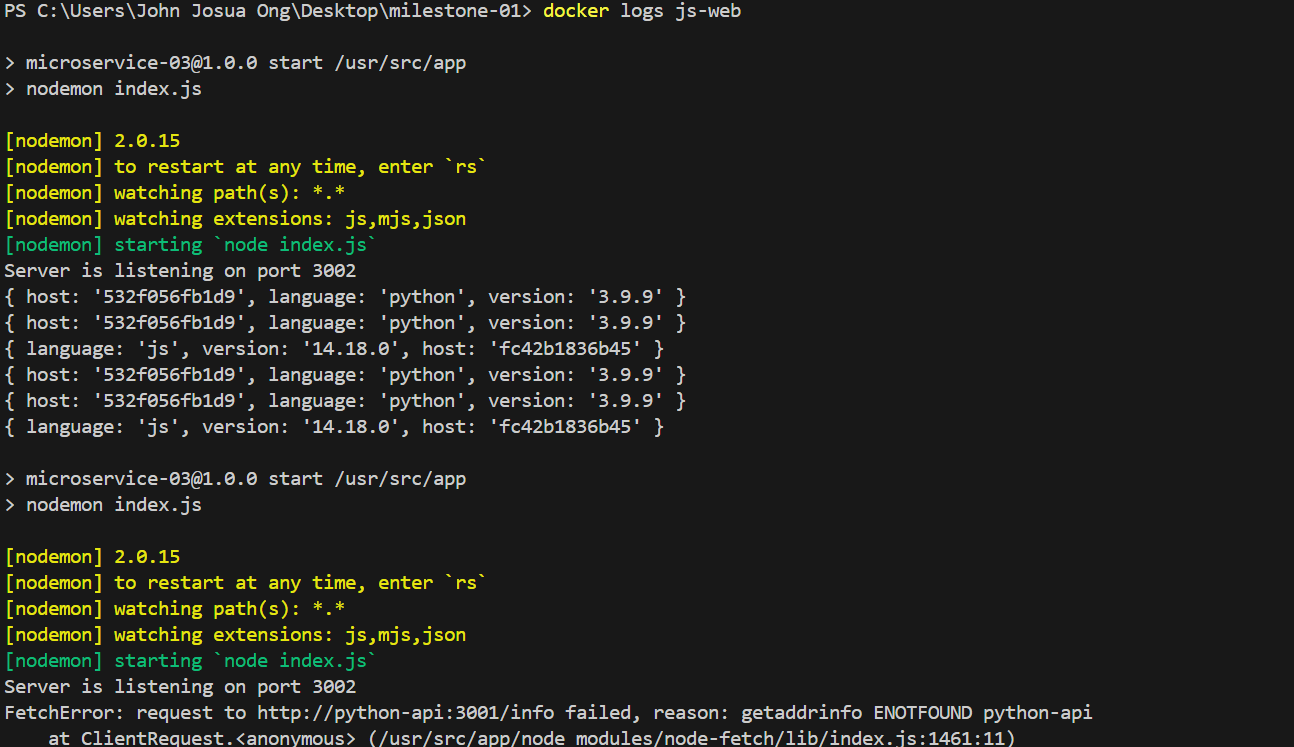 PS C:\Users\John Josua Ong\Desktop\milestone-01> docker logs js-web
> microservice-03@1.0.0 start /usr/src/app
> nodemon index.js
[nodemon] 2.0.15
[nodemon] to restart at any time, enter `rs`
[nodemon] watching path(s): *.*
[nodemon] watching extensions: js,mjs,json
[nodemon] starting `node index.js`
Server is listening on port 3002
{ host: '532f056fb1d9', language: 'python', version: '3.9.9' }
{ host: '532f056fb1d9', language: 'python', version: '3.9.9' }
{ language: 'js', version: '14.18.0', host: 'fc42b1836b45' }
{ host: '532f056fb1d9', language: 'python', version: '3.9.9' }
{ host: '532f056fb1d9', language: 'python', version: '3.9.9' }
{ language: 'js', version: '14.18.0', host: 'fc42b1836b45' }
> microservice-03@1.0.0 start /usr/src/app
> nodemon index.js
[nodemon] 2.0.15
[nodemon] to restart at any time, enter `rs`
[nodemon] watching path(s): *.*
[nodemon] watching extensions: js,mjs,json
[nodemon] starting `node index.js`
Server is listening on port 3002
FetchError: request to http://python-api:3001/info failed, reason: getaddrinfo ENOTFOUND python-api
    at ClientRequest.<anonymous> (/usr/src/app/node_modules/node-fetch/lib/index.js:1461:11)